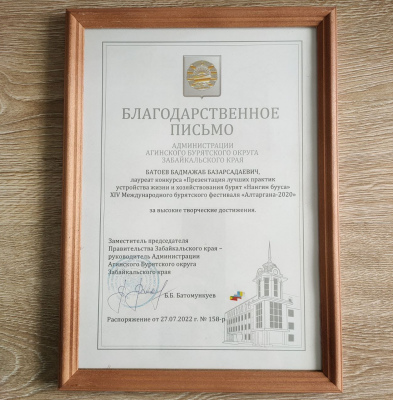 БЛАГОДАРСТВЕННОЕ
ПИСЬМО
АДМИНИСТРАЦИИ
АГИНСКОГО БУРЯТСКОГО ОКРУГА
ЗАБАЙКАЛЬСКОГО КРАЯ
БАТОЕВ БАДМАЖАБ БАЗАРСАДАЕВИЧ,
лауреат конкурса «Презентация лучших практик
устройства жизни и хозяйствования бурят «Нангин бууса»
XIV Международного бурятского фестиваля «Алтаргана-2020»
за высокие творческие достижения.
Заместитель председателя
Правительства Забайкальского края –
руководитель Администрации
Агинского Бурятского округа
Забайкальского края
Б.Б. Батомункуев
Распоряжение от 27.07.2022 г. № 158-р